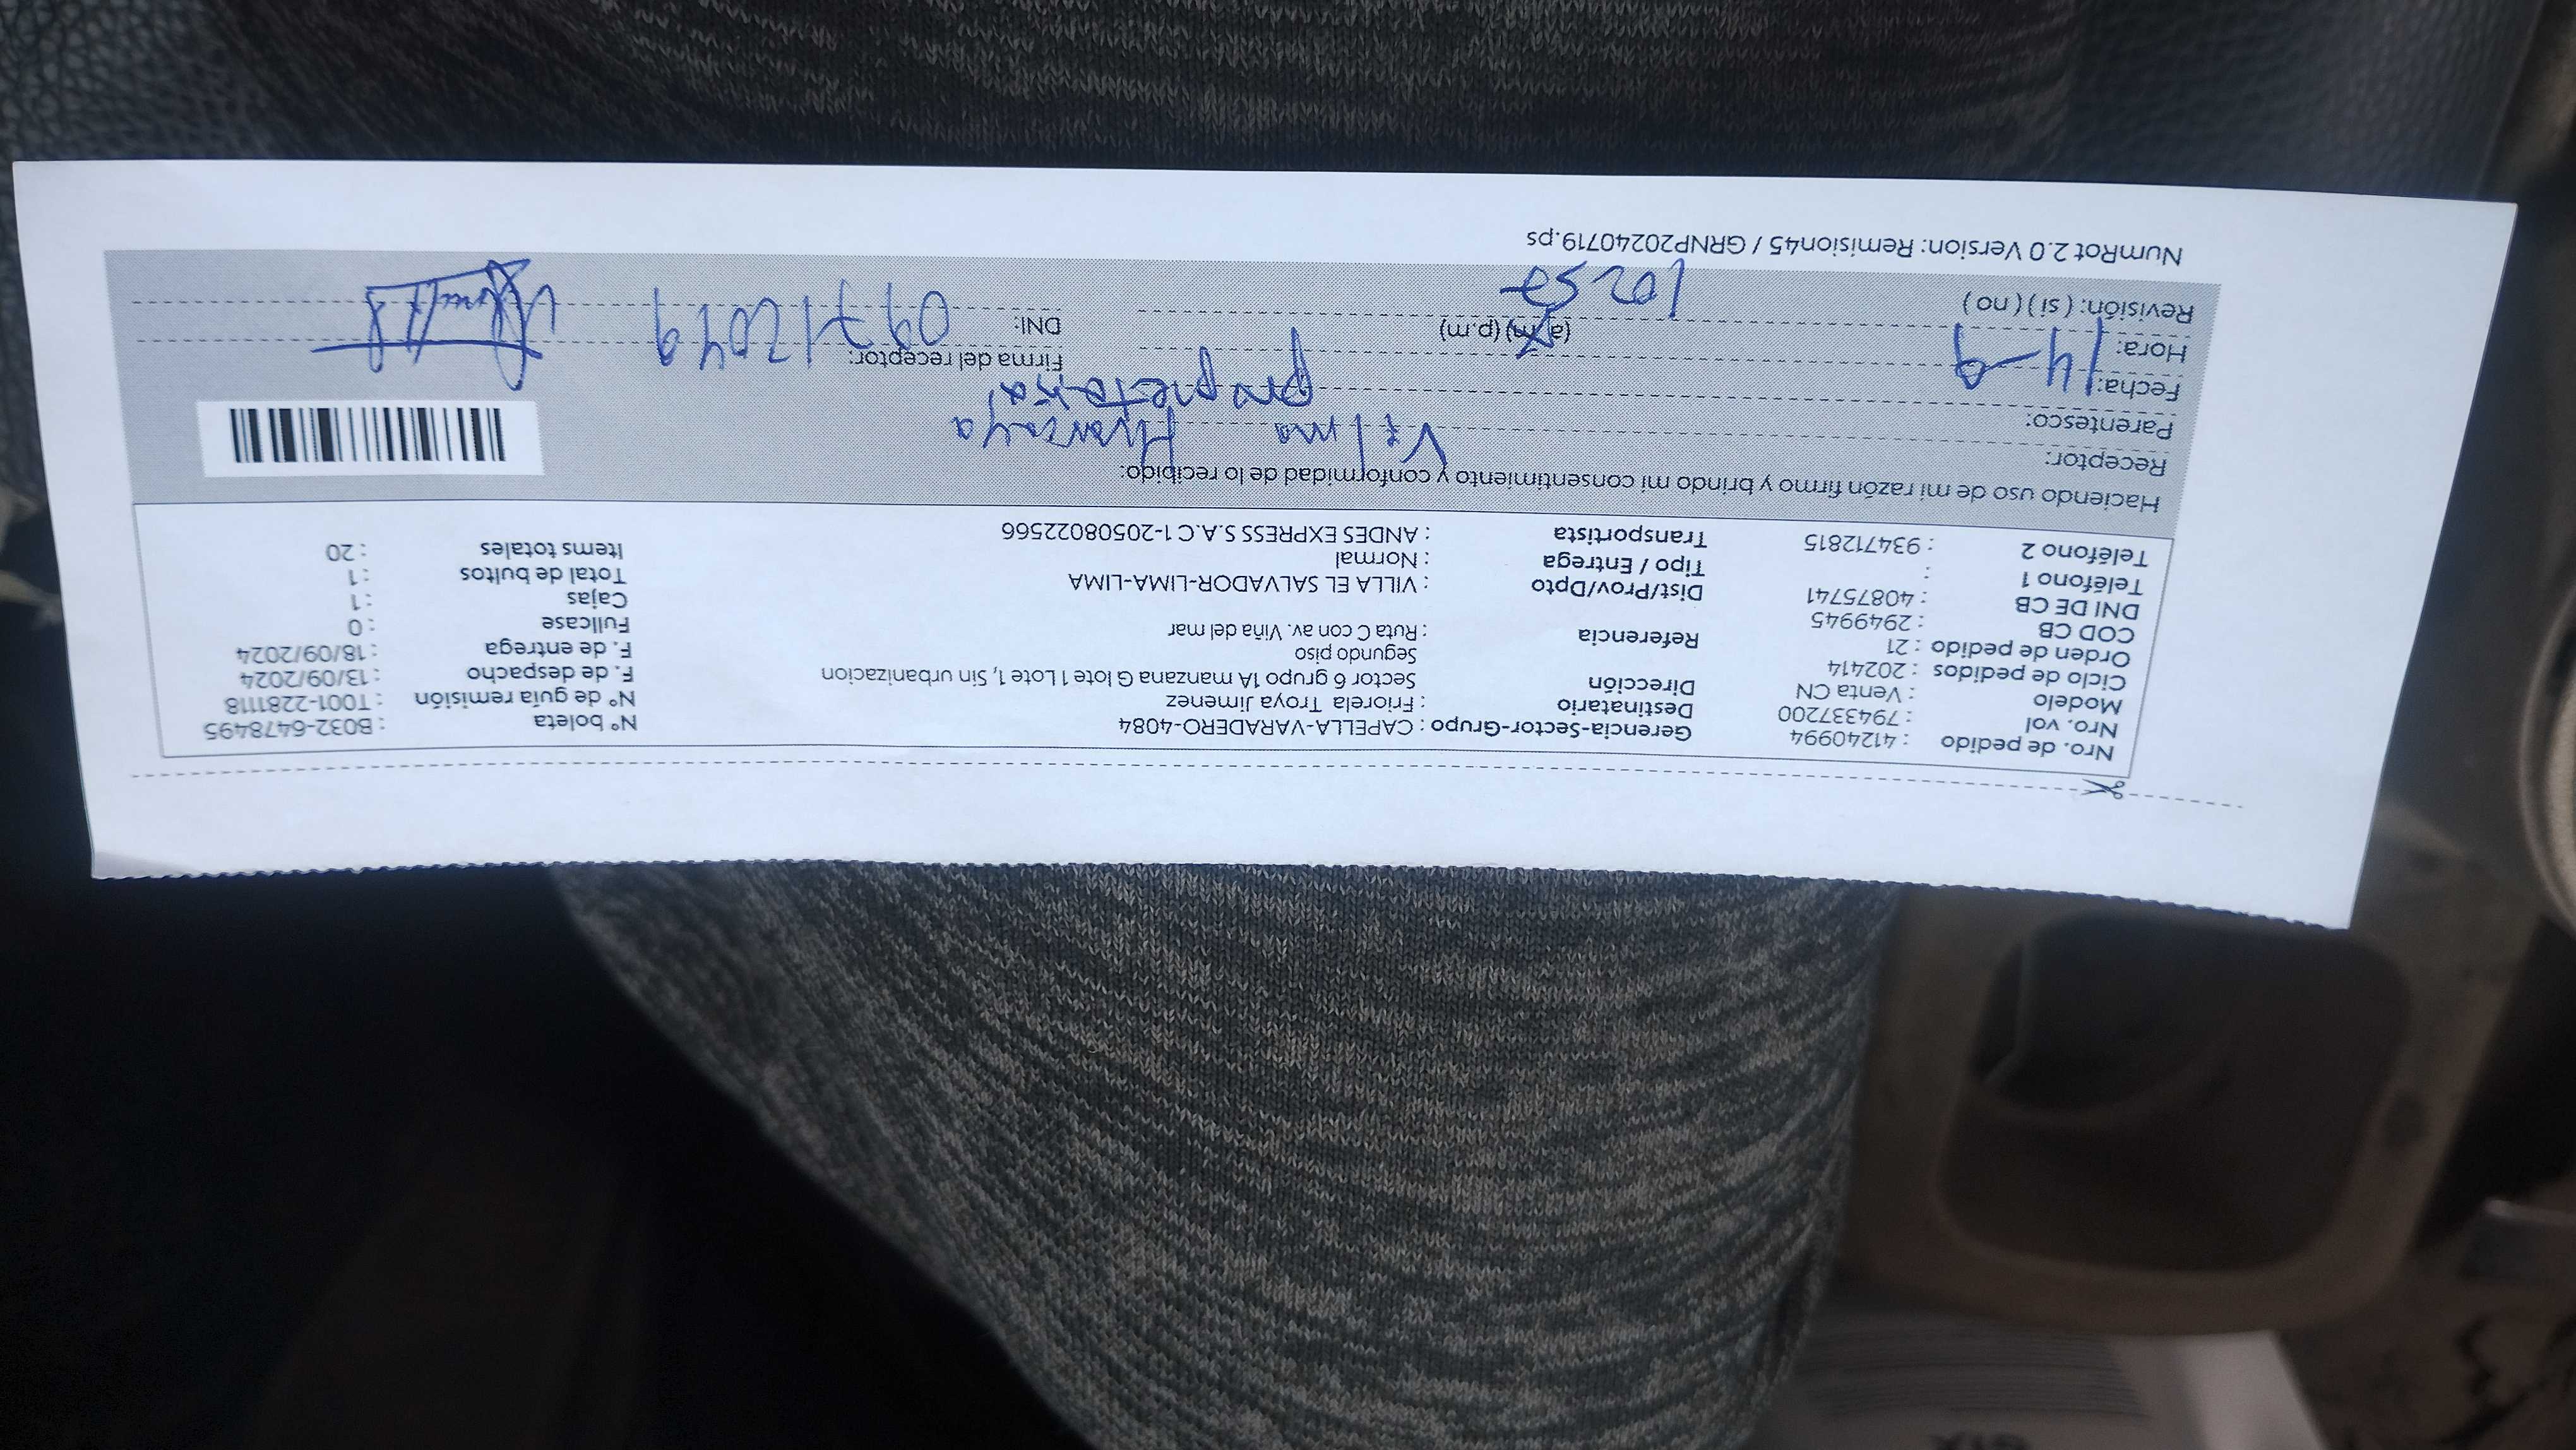 Nro. de pedido : 41240994
Nro. vol : 794337200
Modelo : Venta CN
Ciclo de pedidos : 202414
Orden de pedido : 21
COD CB : 2949945
DNI DE CB : 40875741
Teléfono 1 :
Teléfono 2 : 934712815
Gerencia-Sector-Grupo : CAPELLA-VARADERO-4084
Destinatario : Friorela Troya Jimenez
Dirección Sector 6 grupo 1A manzana G lote 1 Lote 1, Sin urbanizacion
Segundo piso
Referencia : Ruta C con av. Viña del mar
Dist/Prov/Dpto : VILLA EL SALVADOR-LIMA-LIMA
Tipo / Entrega : Normal
Transportista : ANDES EXPRESS S.A.C 1-20508022566
N° boleta : B032-6478495
N° de guía remisión : T001-2281118
F. de despacho : 13/09/2024
F. de entrega : 18/09/2024
Fullcase : 0
Cajas : 1
Total de bultos : 1
Items totales : 20
Haciendo uso de mi razón firmo y brindo mi consentimiento y conformidad de lo recibido:
Receptor: Velma
Parentesco: propietaria
Fecha: 14-9
Hora: 10 57 (a.m) (p.m)
Revisión: ( si ) ( no )
Firma del receptor:
DNI: 09712049
NumRot 2.0 Version: Remision45 / GRNP20240719.ps